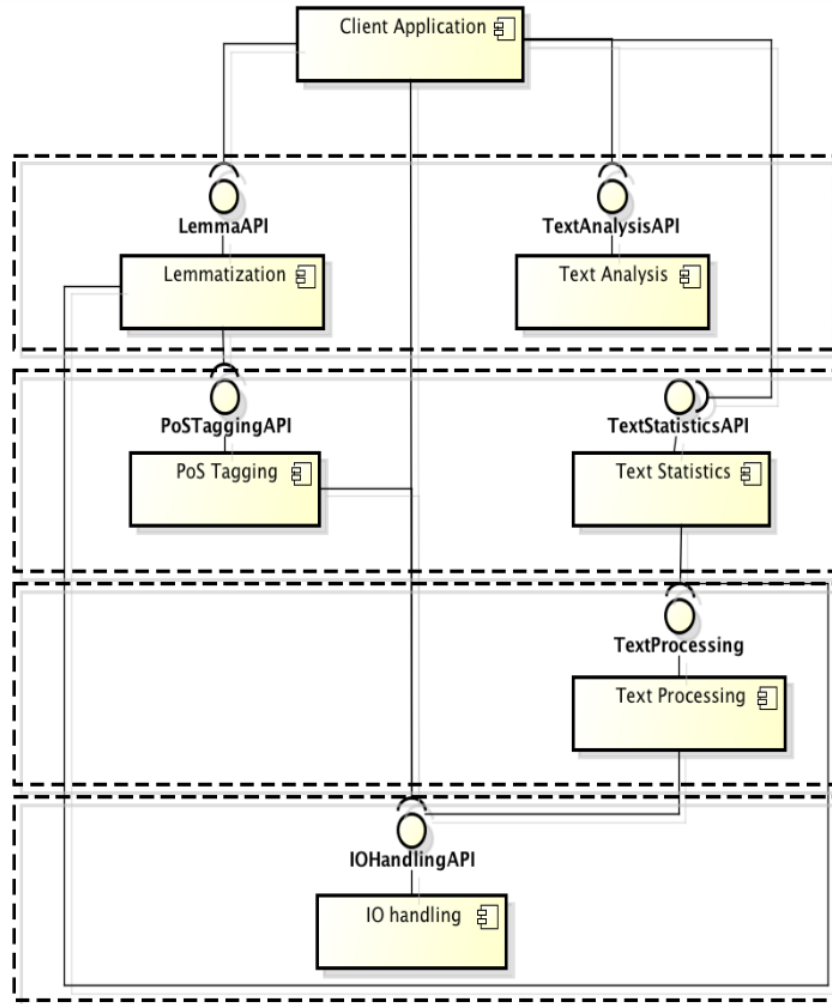 Client Application
LemmaAPI
TextAnalysisAPI
Lemmatization
Text Analysis
PoSTaggingAPI
TextStatisticsAPI
PoS Tagging
Text Statistics
TextProcessing
Text Processing
IOHandlingAPI
IO handling